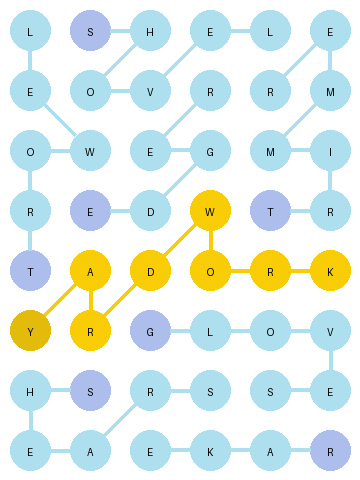 L S H E L E
E O V R R M
O W E G M I
R E D W T R
T A D O R K
Y R G L O V
H S R S S E
E A E K A R